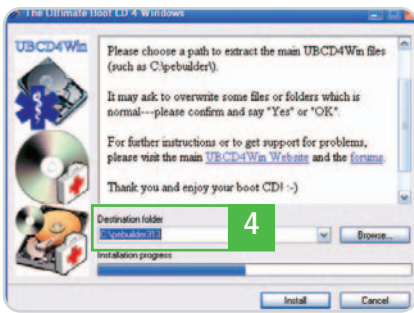 The Ultimate Boot CD 4 Windows
UBCD4Win
Please choose a path to extract the main UBCD4Win files
(such as C:\pebuilder\).
It may ask to overwrite some files or folders which is
normal---please confirm and say "Yes" or "OK".
For further instructions or to get support for problems,
please visit the main UBCD4Win Website and the forums.
Thank you and enjoy your boot CD! :-)
Destination folder
4
C:\pebuilder313
Browse...
Installation progress
Install
Cancel